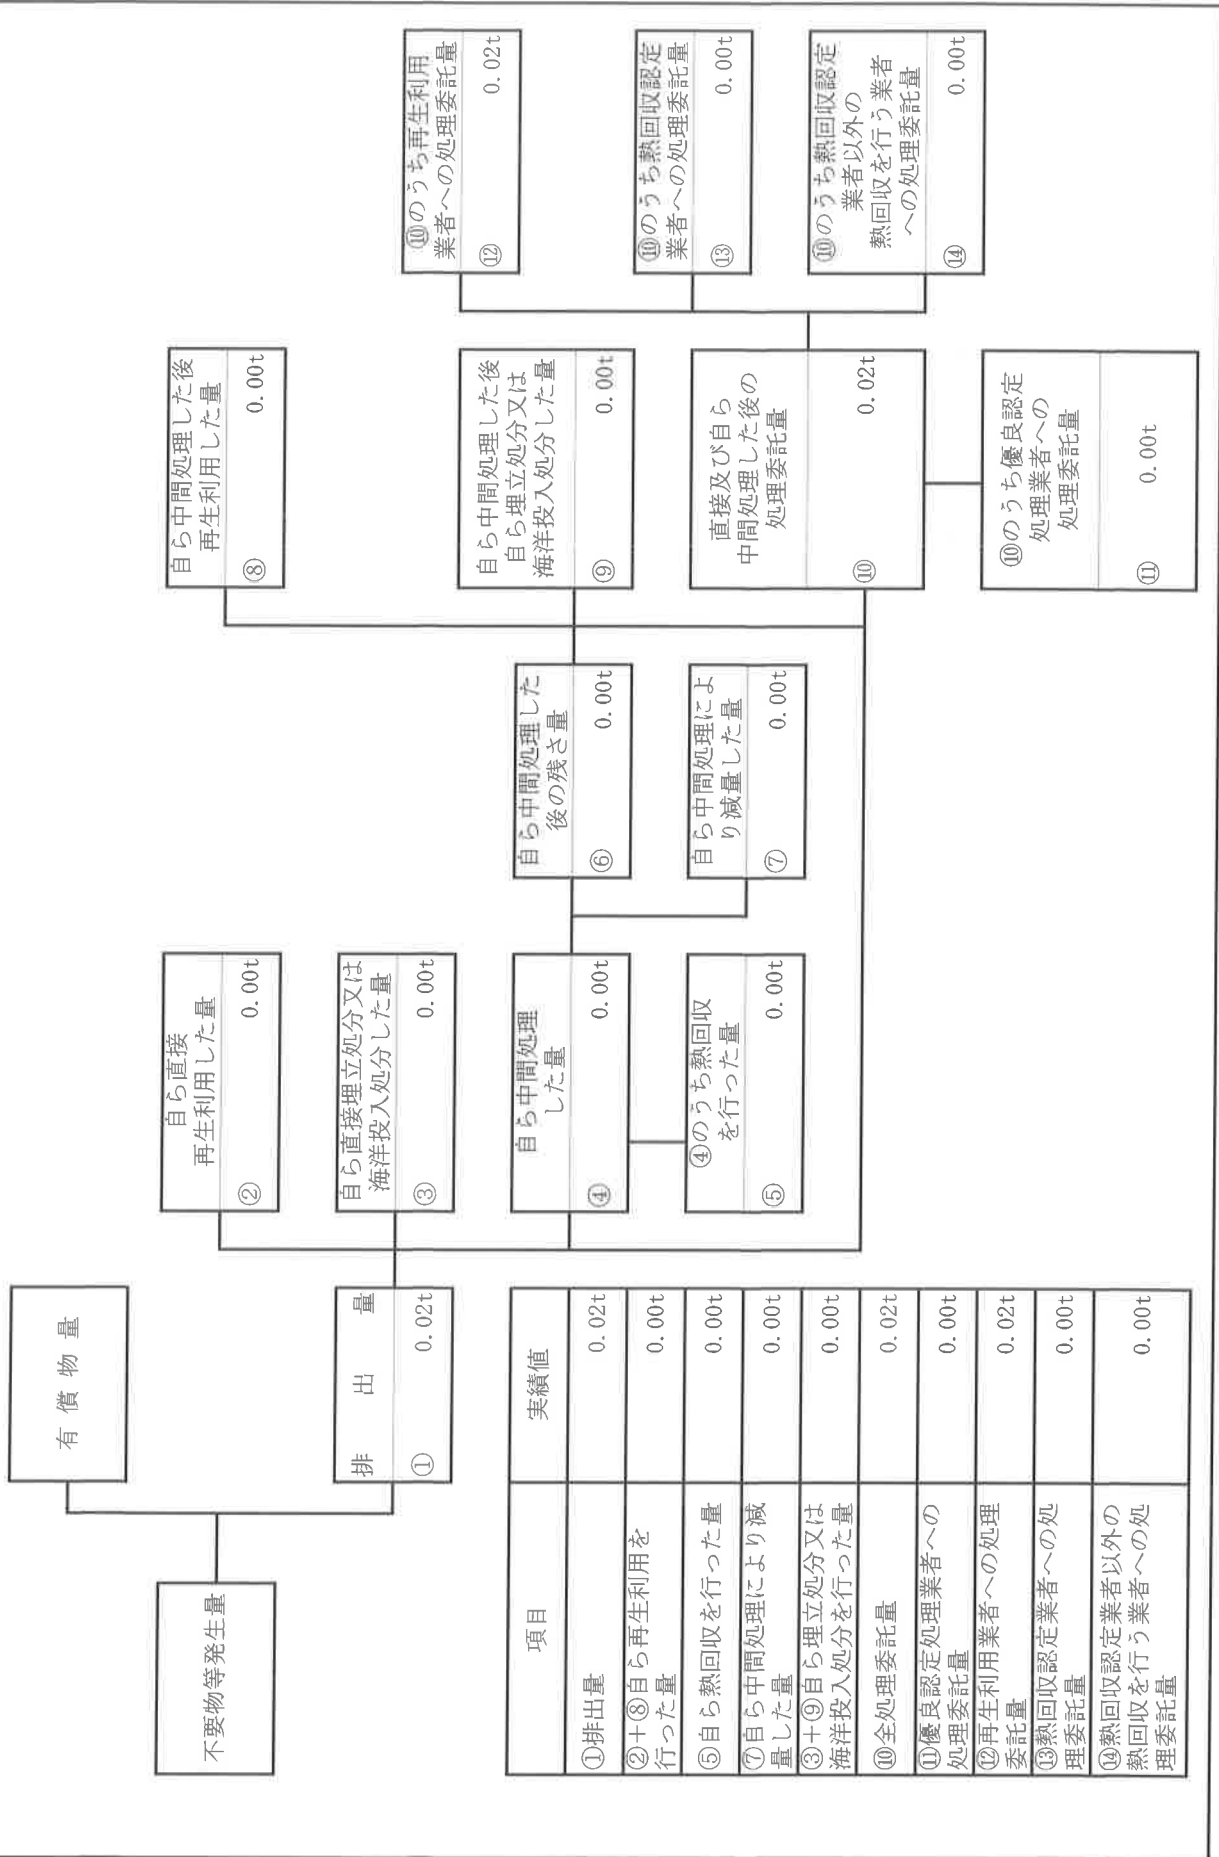 有 償 物 量
不要物等発生量
排 出 量
① 0.02t
自ら直接
再生利用した量
② 0.00t
自ら直接埋立処分又は
海洋投入処分した量
③ 0.00t
自ら中間処理
した量
④ 0.00t
④のうち熱回収
を行った量
⑤ 0.00t
自ら中間処理した
後の残さ量
⑥ 0.00t
自ら中間処理によ
り減量した量
⑦ 0.00t
自ら中間処理した後
再生利用した量
⑧ 0.00t
自ら中間処理した後
自ら埋立処分又は
海洋投入処分した量
⑨ 0.00t
直接及び自ら
中間処理した後の
処理委託量
⑩ 0.02t
⑩のうち優良認定
処理業者への
処理委託量
⑪ 0.00t
⑩のうち再生利用
業者への処理委託量
⑫ 0.02t
⑩のうち熱回収認定
業者への処理委託量
⑬ 0.00t
⑩のうち熱回収認定
業者以外の
熱回収を行う業者
への処理委託量
⑭ 0.00t
項目 実績値
①排出量 0.02t
②+⑧自ら再生利用を
行った量 0.00t
⑤自ら熱回収を行った量 0.00t
⑦自ら中間処理により減
量した量 0.00t
③+⑨自ら埋立処分又は
海洋投入処分を行った量 0.00t
⑩全処理委託量 0.02t
⑪優良認定処理業者への
処理委託量 0.00t
⑫再生利用業者への処理
委託量 0.02t
⑬熱回収認定業者への処
理委託量 0.00t
⑭熱回収認定業者以外の
熱回収を行う業者への処
理委託量 0.00t